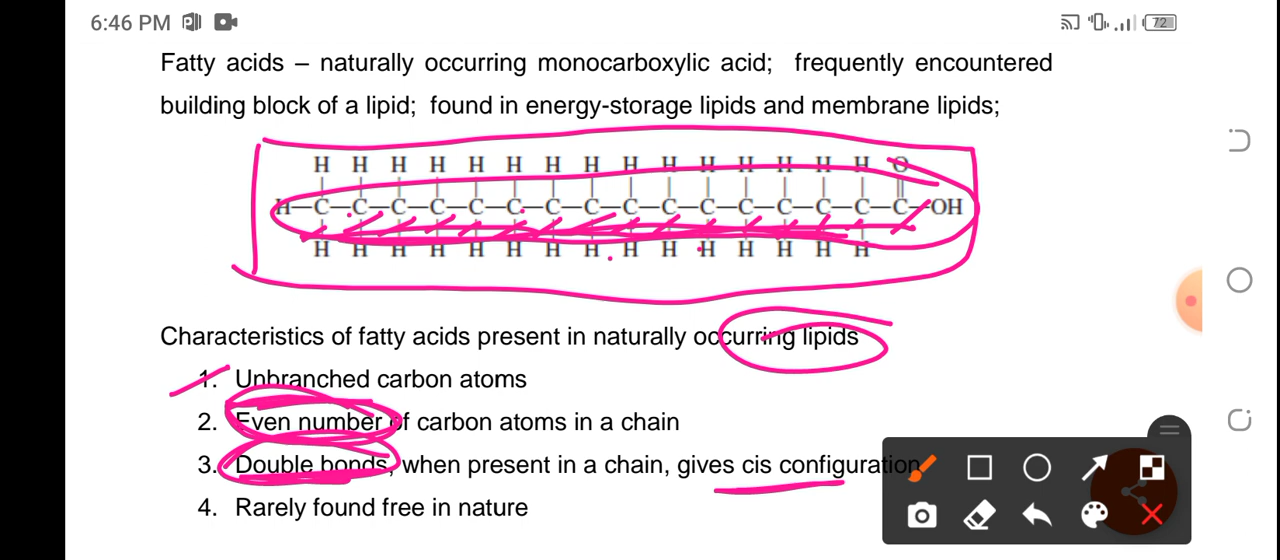 6:46 PM
72
Fatty acids – naturally occurring monocarboxylic acid; frequently encountered
building block of a lipid; found in energy-storage lipids and membrane lipids;
H H H H H H H H H H H H H H H O
H–C–C–C–C–C–C–C–C–C–C–C–C–C–C–C–C–OH
H H H H H H H H H H H H H H H
Characteristics of fatty acids present in naturally occurring lipids
1. Unbranched carbon atoms
2. Even number of carbon atoms in a chain
3. Double bonds, when present in a chain, gives cis configuration
4. Rarely found free in nature